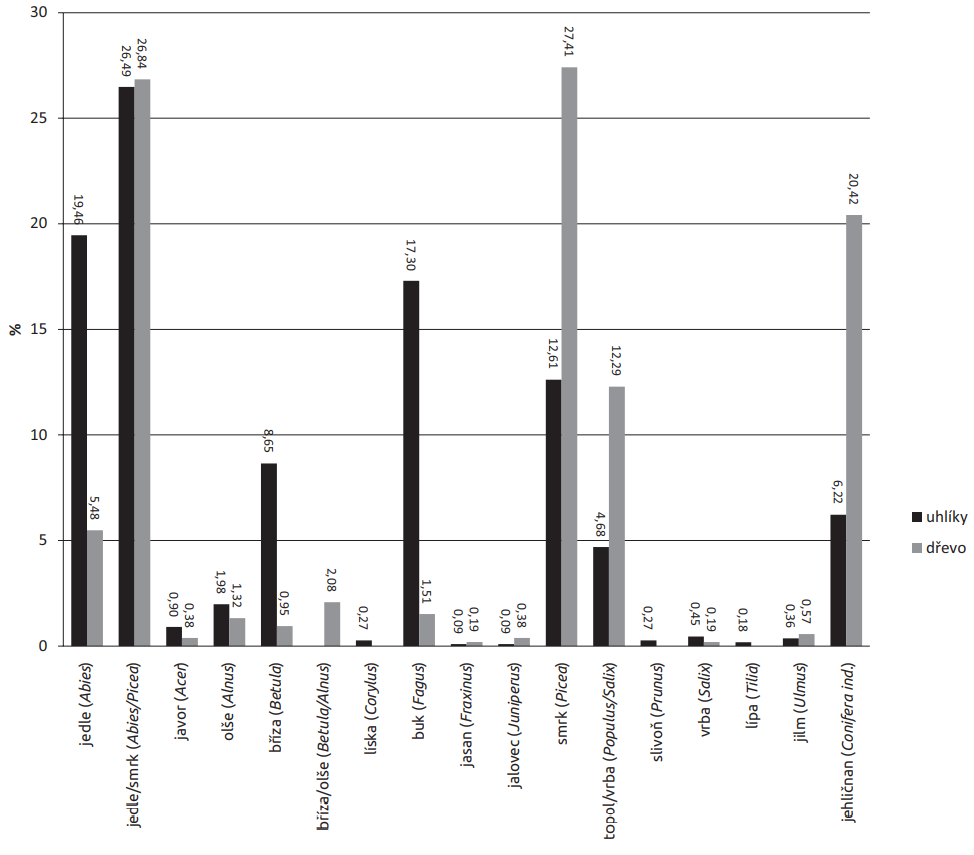 30
25
20
15
10
5
0
%
19,46
5,48
26,49
26,84
0,90
0,38
1,98
1,32
8,65
0,95
2,08
0,27
17,30
1,51
0,09
0,19
0,09
0,38
12,61
27,41
4,68
12,29
0,27
0,45
0,19
0,18
0,36
0,57
6,22
20,42
jedle (Abies)
jedle/smrk (Abies/Picea)
javor (Acer)
olše (Alnus)
bříza (Betula)
bříza/olše (Betula/Alnus)
líska (Corylus)
buk (Fagus)
jasan (Fraxinus)
jalovec (Juniperus)
smrk (Picea)
topol/vrba (Populus/Salix)
slivoň (Prunus)
vrba (Salix)
lípa (Tilia)
jilm (Ulmus)
jehličnan (Conifera ind.)
uhlíky
dřevo